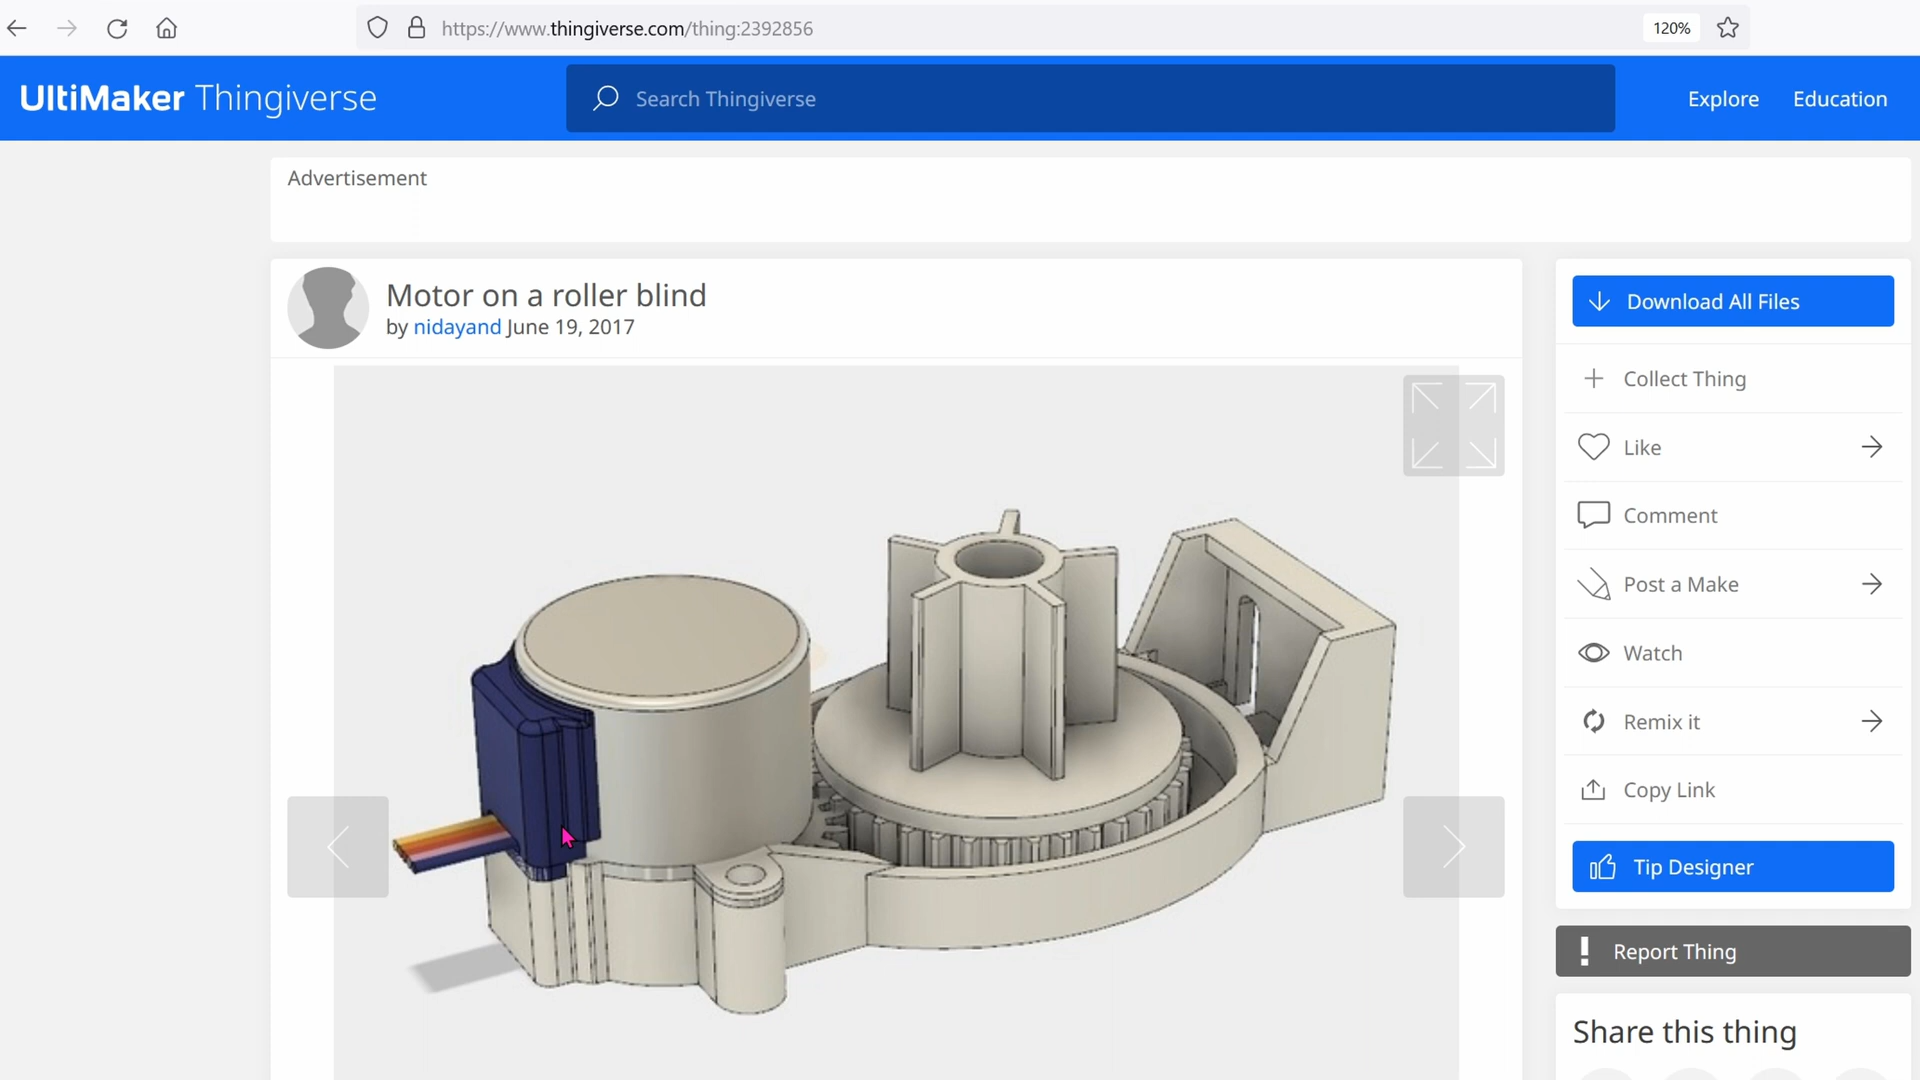 https://www.thingiverse.com/thing:2392856
120%
UltiMaker Thingiverse
Search Thingiverse
Explore
Education
Advertisement
Motor on a roller blind
by nidayand June 19, 2017
Download All Files
Collect Thing
Like
Comment
Post a Make
Watch
Remix it
Copy Link
Tip Designer
Report Thing
Share this thing